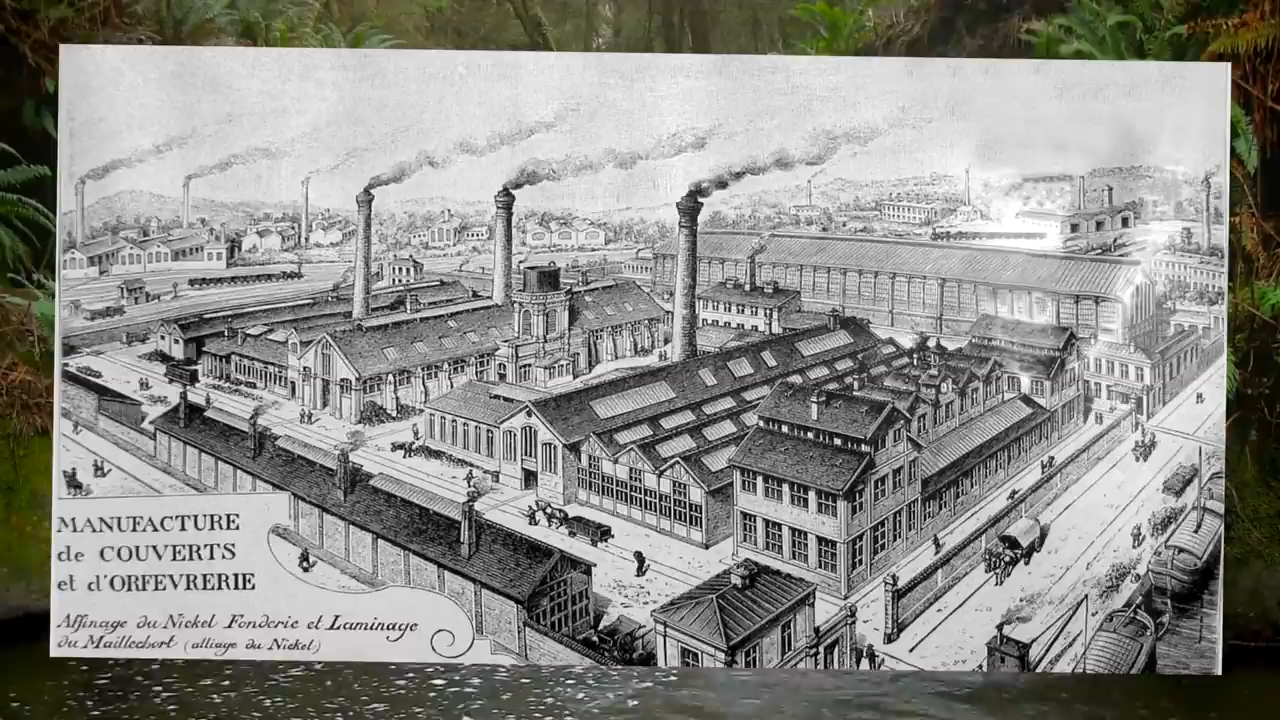 MANUFACTURE
de COUVERTS
et d'ORFEVRERIE
Affinage du Nickel Fonderie et Laminage
du Maillechort (alliage du Nickel)